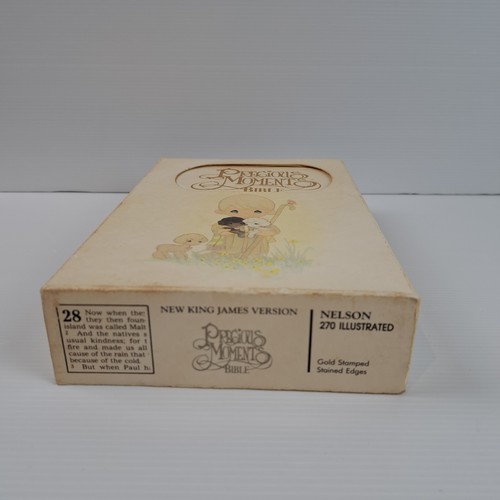 PRECIOUS
MOMENTS
BIBLE
28 Now when the
they then foun
island was called Malt
2 And the natives s
usual kindness; for t
fire and made us all
cause of the rain that
because of the cold.
3 But when Paul h
NEW KING JAMES VERSION
PRECIOUS
MOMENTS
BIBLE
NELSON
270 ILLUSTRATED
Gold Stamped
Stained Edges